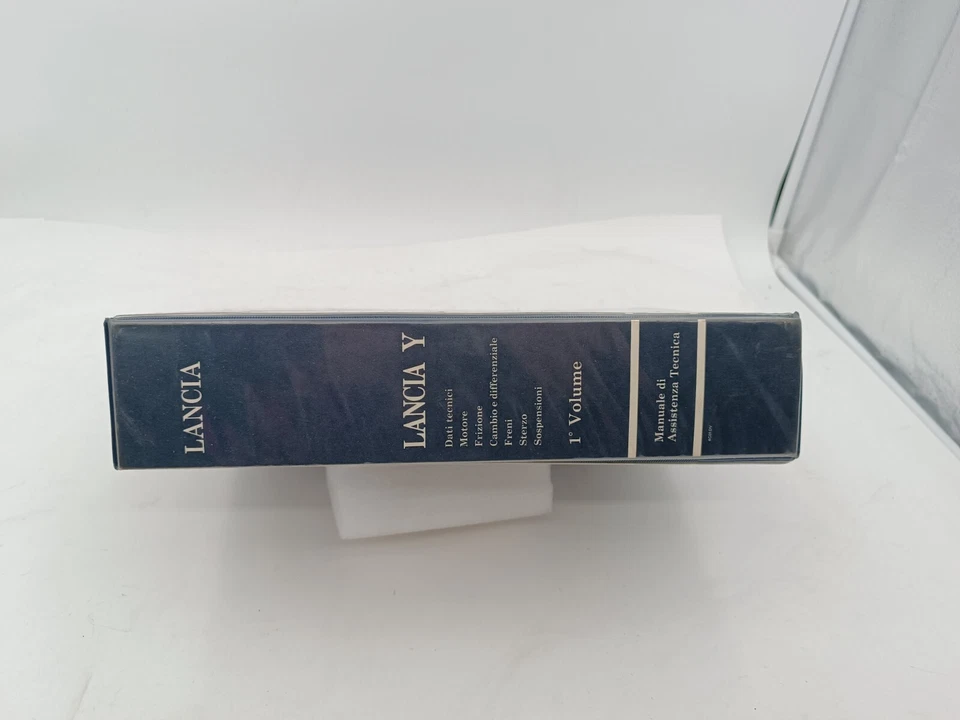 LANCIA
LANCIA Y
Dati tecnici
Motore
Frizione
Cambio e differenziale
Freni
Sterzo
Sospensioni
1° Volume
Manuale di
Assistenza Tecnica